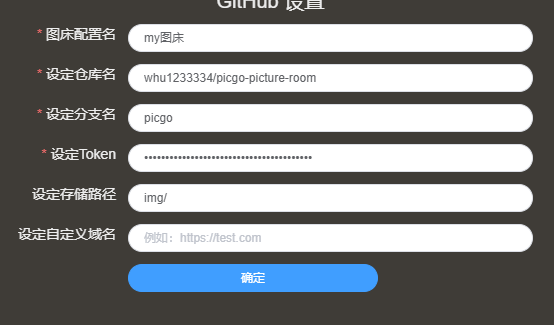 GitHub 设置
* 图床配置名
my图床
* 设定仓库名
whu1233334/picgo-picture-room
* 设定分支名
picgo
* 设定Token
••••••••••••••••••••••••••••••••••••••••
设定存储路径
img/
设定自定义域名
例如：https://test.com
确定